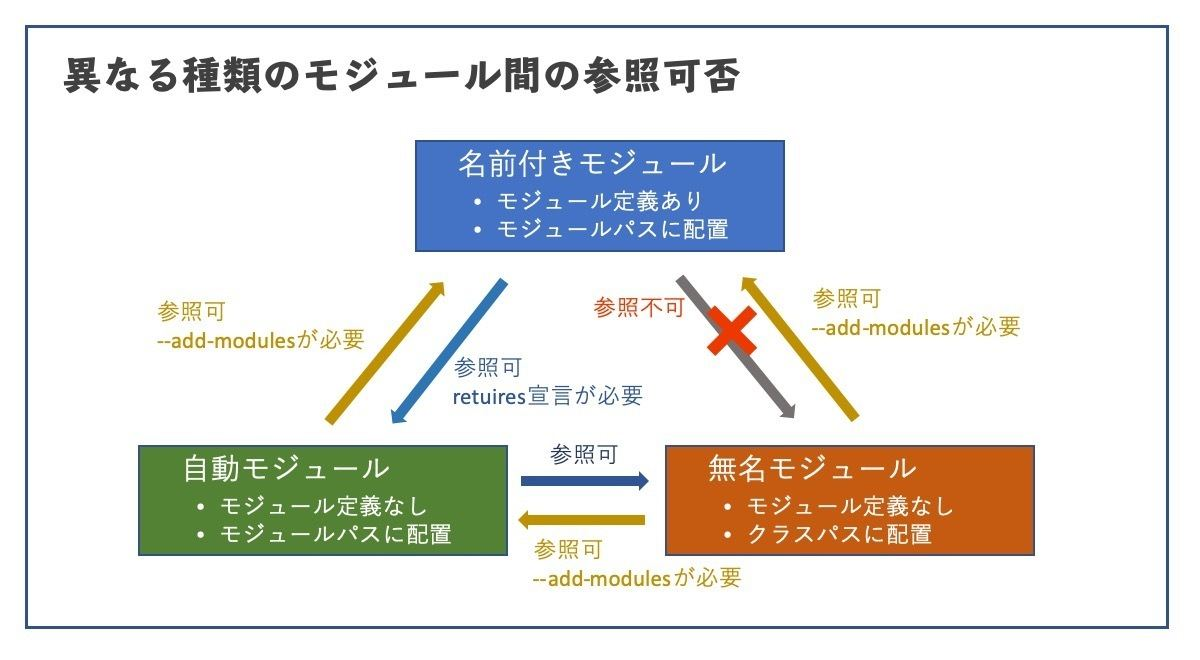 異なる種類のモジュール間の参照可否
名前付きモジュール
• モジュール定義あり
• モジュールパスに配置
参照可
--add-modulesが必要
参照可
retuires宣言が必要
参照不可
参照可
--add-modulesが必要
自動モジュール
• モジュール定義なし
• モジュールパスに配置
参照可
参照可
--add-modulesが必要
無名モジュール
• モジュール定義なし
• クラスパスに配置